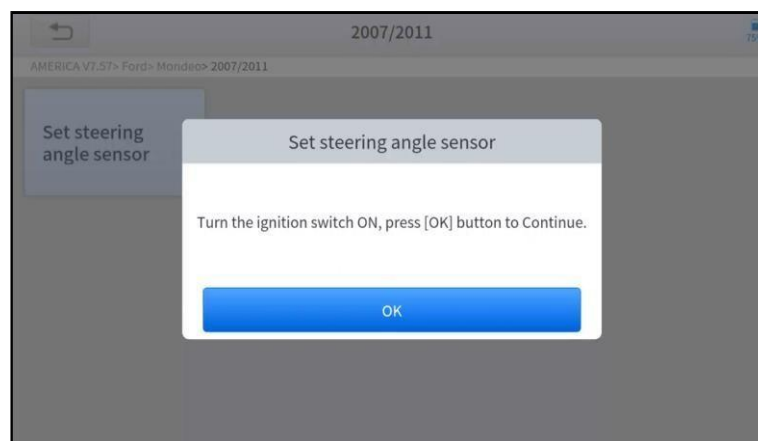 2007/2011
75%
AMERICA V7.57> Ford> Mondeo> 2007/2011
Set steering
angle sensor
Set steering angle sensor
Turn the ignition switch ON, press [OK] button to Continue.
OK